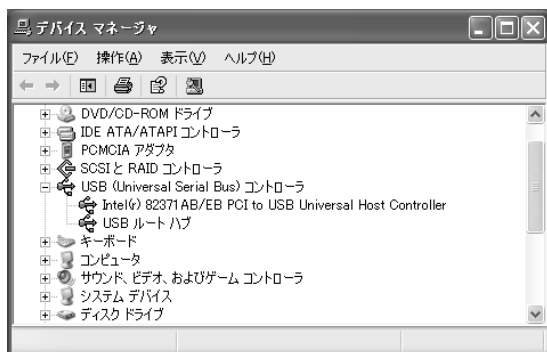 デバイス マネージャ
ファイル(F) 操作(A) 表示(V) ヘルプ(H)
DVD/CD-ROM ドライブ
IDE ATA/ATAPI コントローラ
PCMCIA アダプタ
SCSI と RAID コントローラ
USB (Universal Serial Bus) コントローラ
Intel(r) 82371AB/EB PCI to USB Universal Host Controller
USB ルート ハブ
キーボード
コンピュータ
サウンド、ビデオ、およびゲーム コントローラ
システム デバイス
ディスク ドライブ